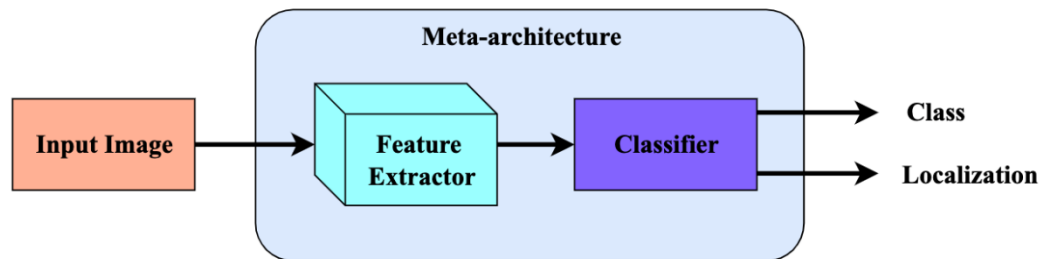 Meta-architecture
Input Image
Feature
Extractor
Classifier
Class
Localization